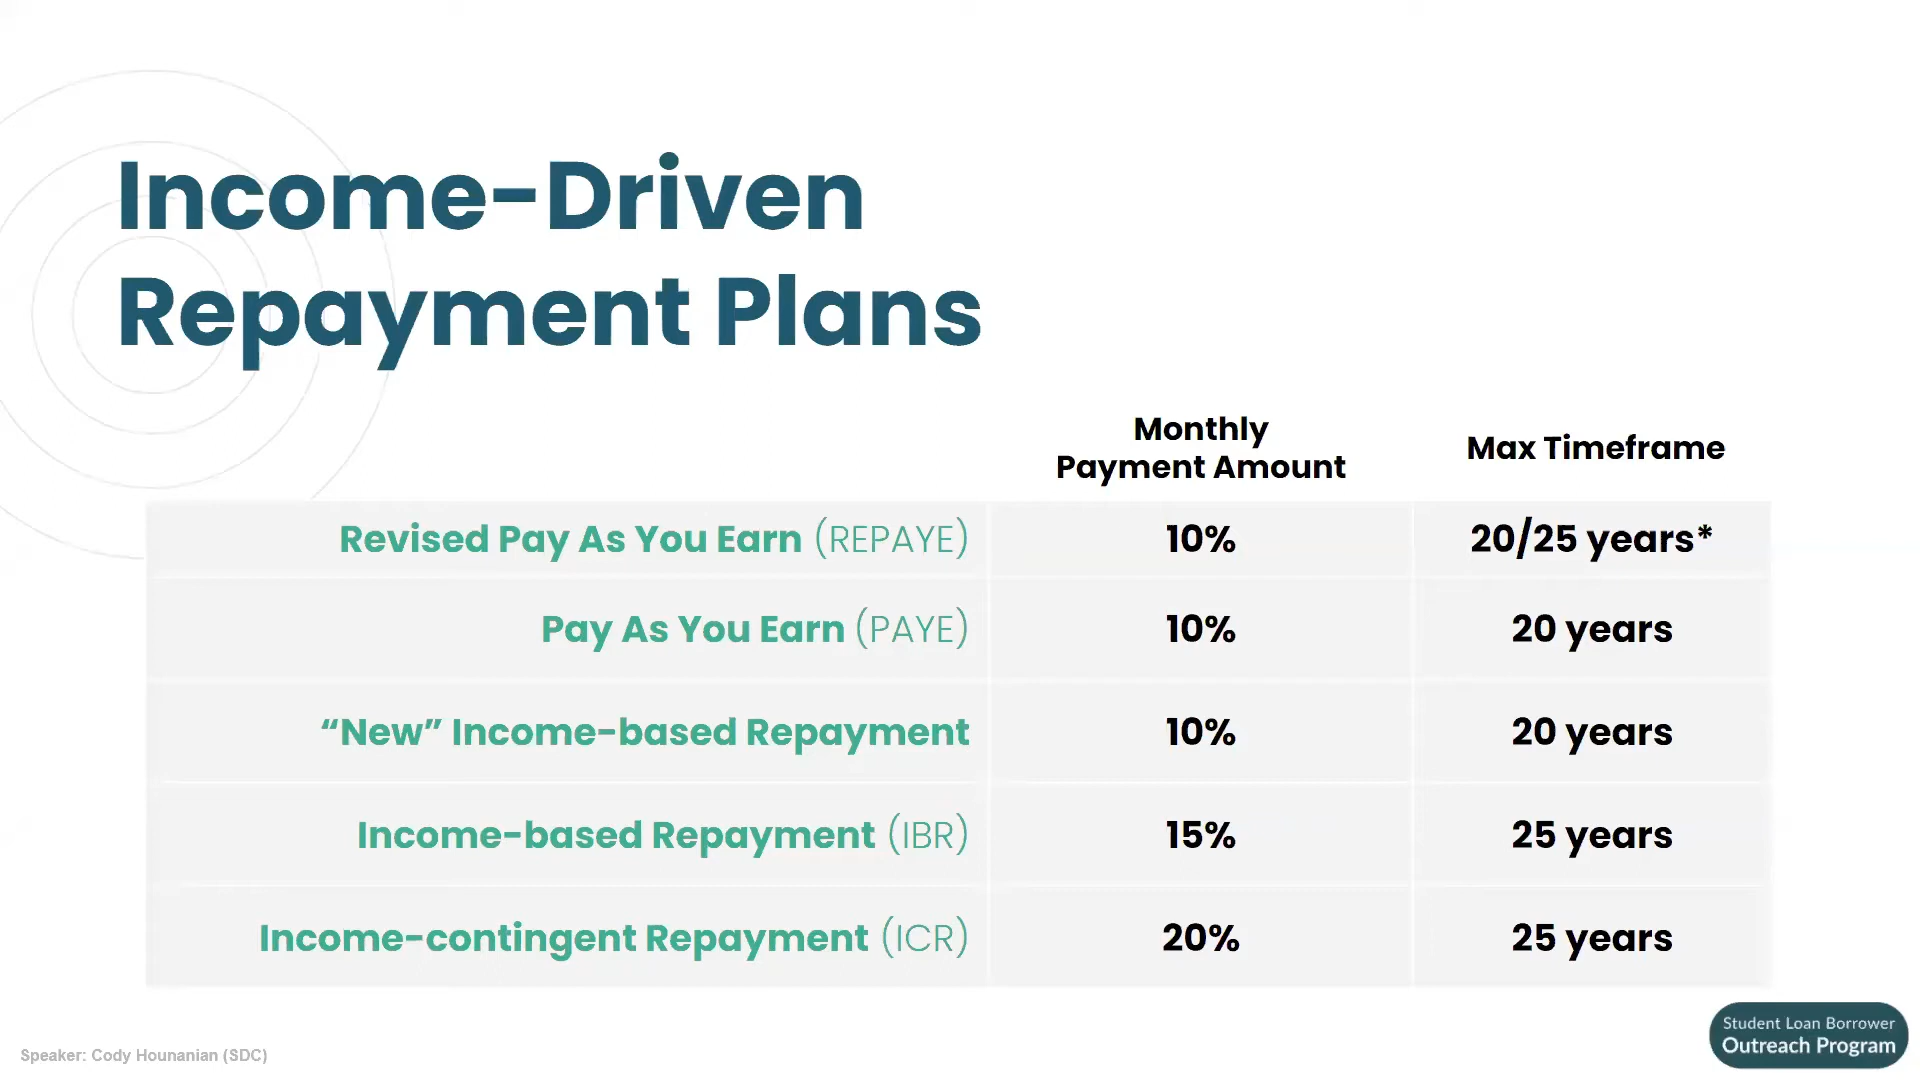 Income-Driven
Repayment Plans
Monthly
Payment Amount
Max Timeframe
Revised Pay As You Earn (REPAYE) 10% 20/25 years*
Pay As You Earn (PAYE) 10% 20 years
“New” Income-based Repayment 10% 20 years
Income-based Repayment (IBR) 15% 25 years
Income-contingent Repayment (ICR) 20% 25 years
Student Loan Borrower
Outreach Program
Speaker: Cody Hounanian (SDC)